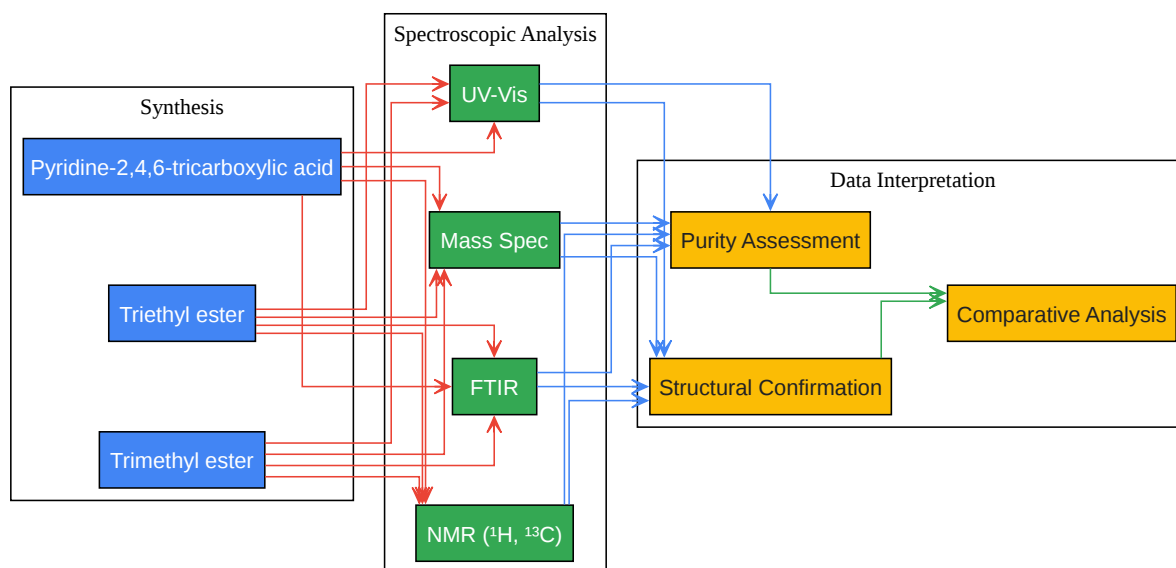 Synthesis
Pyridine-2,4,6-tricarboxylic acid
Triethyl ester
Trimethyl ester
Spectroscopic Analysis
UV-Vis
Mass Spec
FTIR
NMR (¹H, ¹³C)
Data Interpretation
Purity Assessment
Comparative Analysis
Structural Confirmation